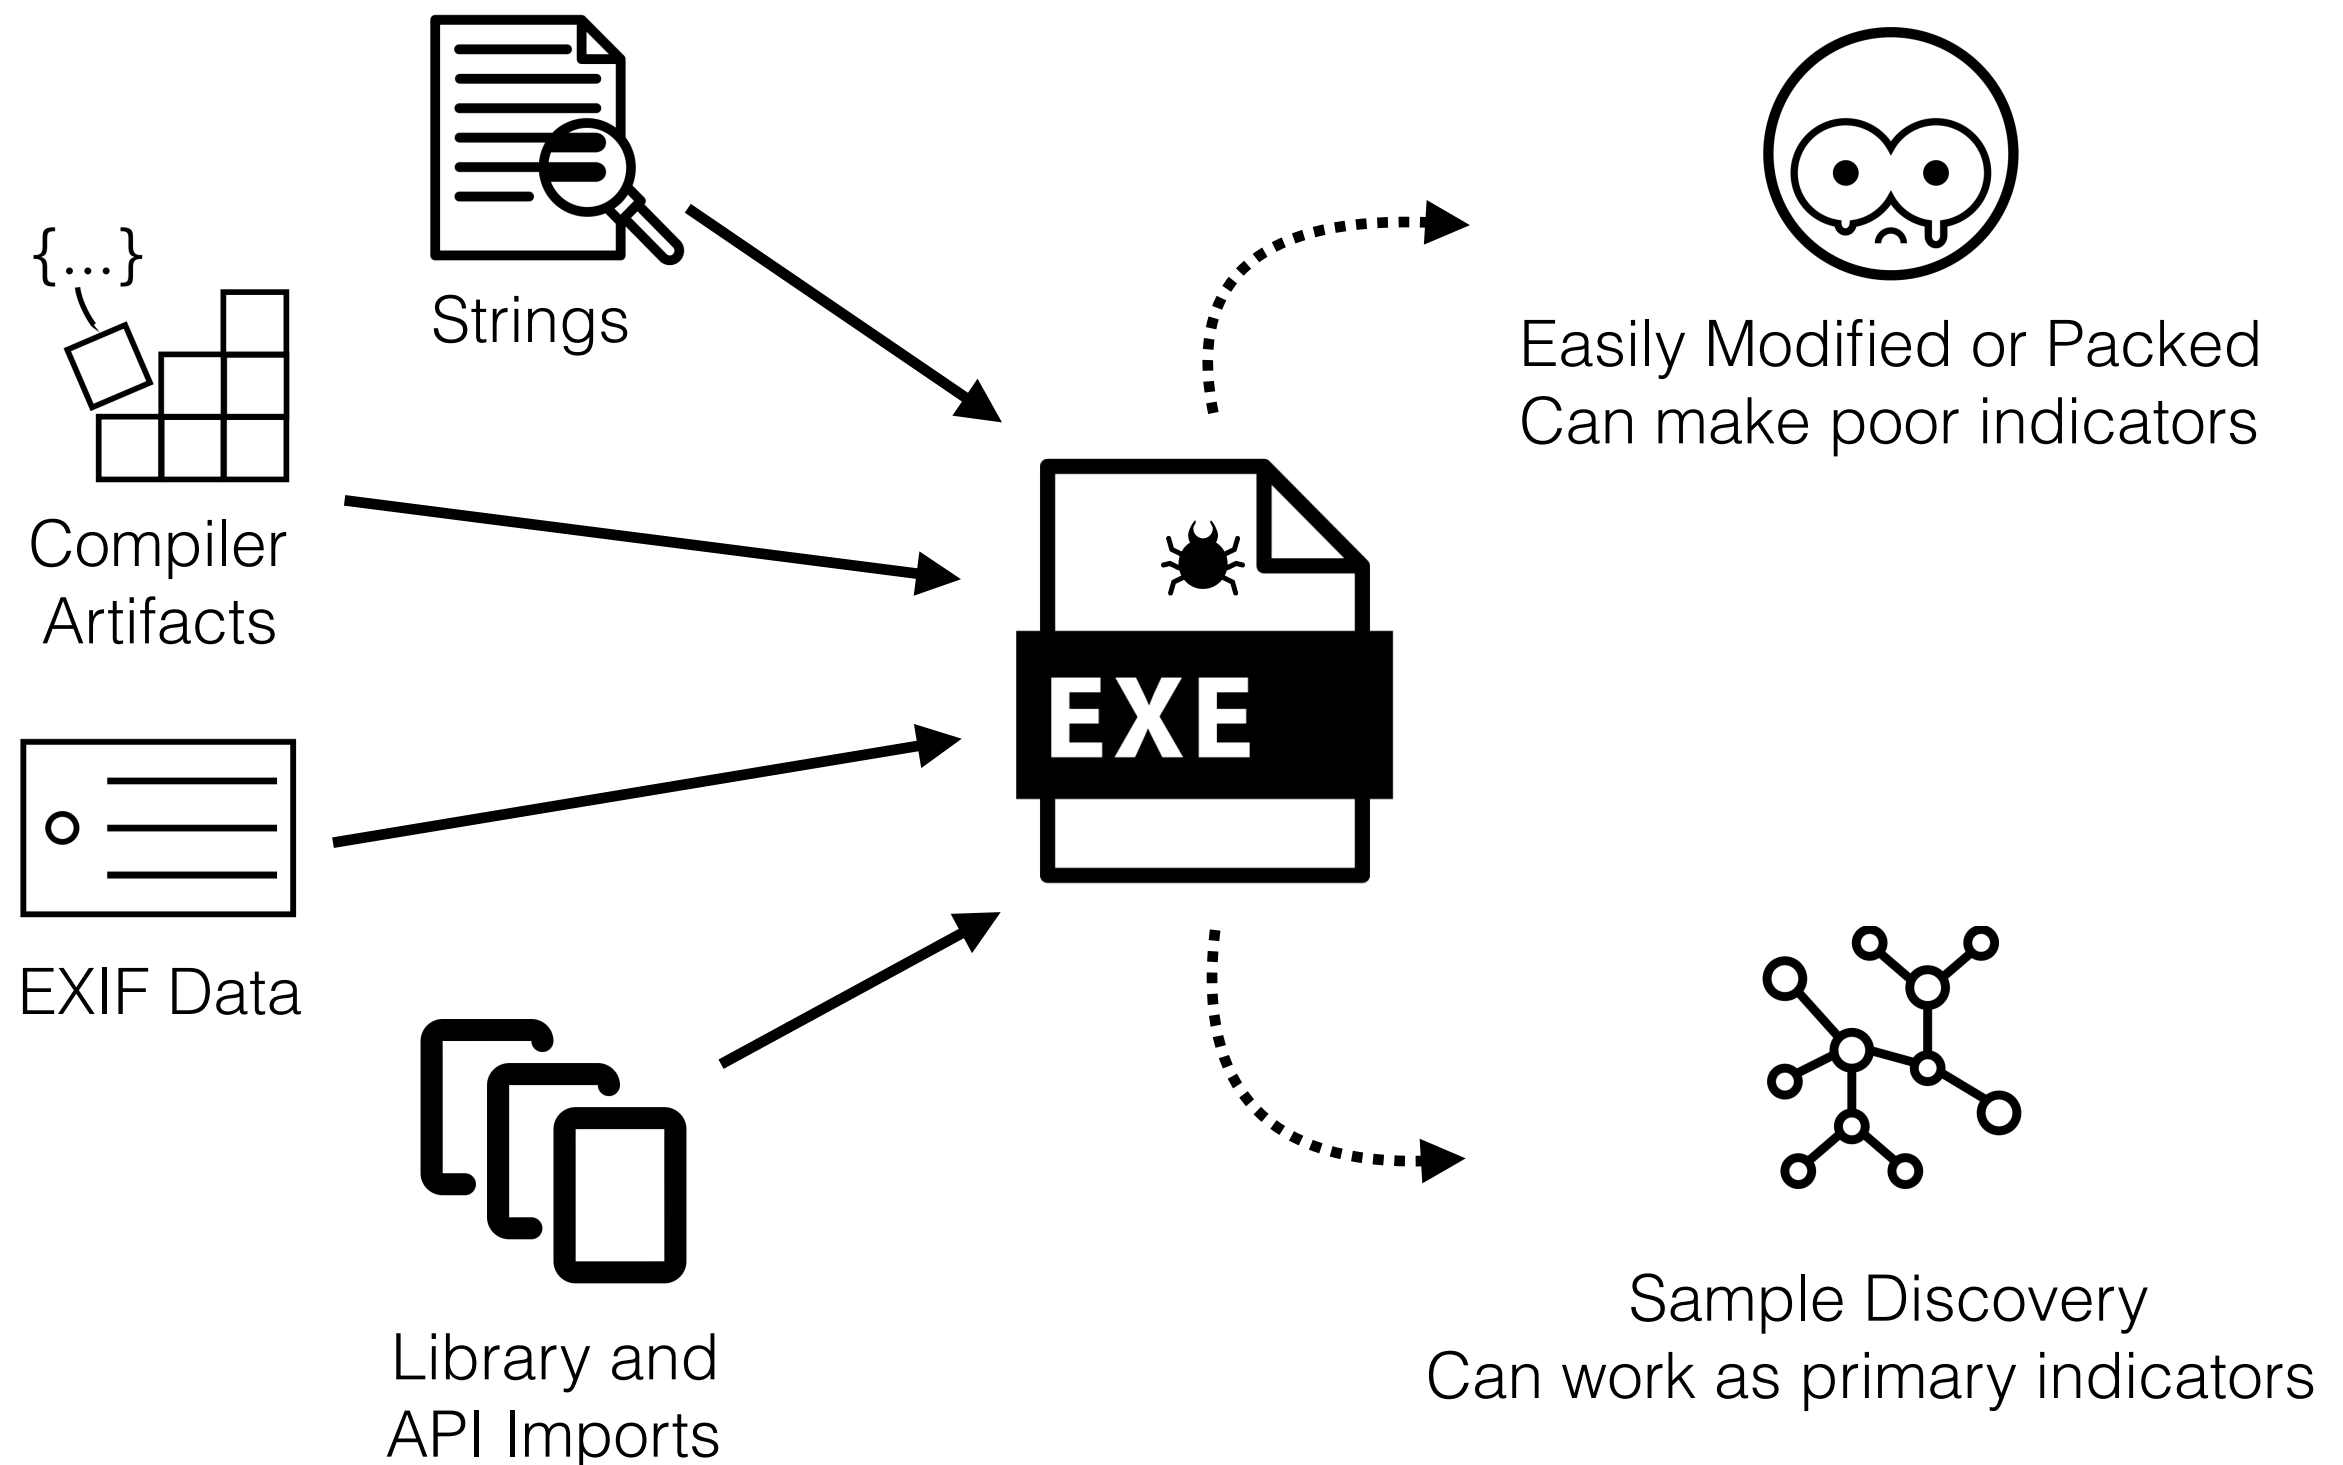 Strings
{...}
Compiler
Artifacts
EXIF Data
Library and
API Imports
EXE
Easily Modified or Packed
Can make poor indicators
Sample Discovery
Can work as primary indicators